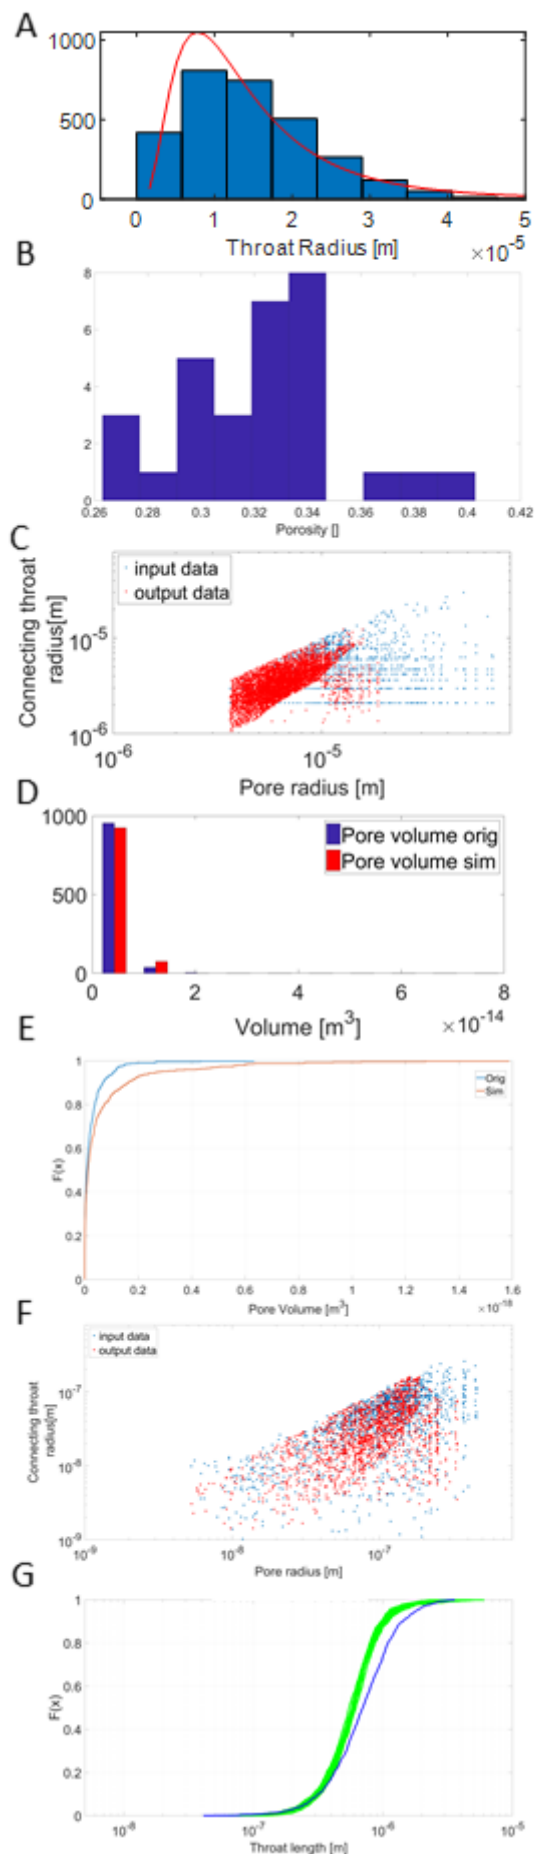 A
1000
500
0
0 1 2 3 4 5
Throat Radius [m] ×10-5
B
8
6
4
2
0
0.26 0.28 0.3 0.32 0.34 0.36 0.38 0.4 0.42
Porosity []
C
input data
output data
Connecting throat
radius[m]
10-5
10-6
10-6 10-5
Pore radius [m]
D
1000
500
0
Pore volume orig
Pore volume sim
0 2 4 6 8
Volume [m3] ×10-14
E
1
0.8
0.6
0.4
0.2
0
F(x)
Orig
Sim
0 0.2 0.4 0.6 0.8 1 1.2 1.4 1.6
Pore Volume [m3]
F
input data
output data
Connecting throat
radius[m]
10-7
10-8
10-9
10-9 10-8 10-7
Pore radius [m]
G
1
0.8
0.6
0.4
0.2
0
F(x)
10-8 10-7 10-6 10-5
Throat length [m]